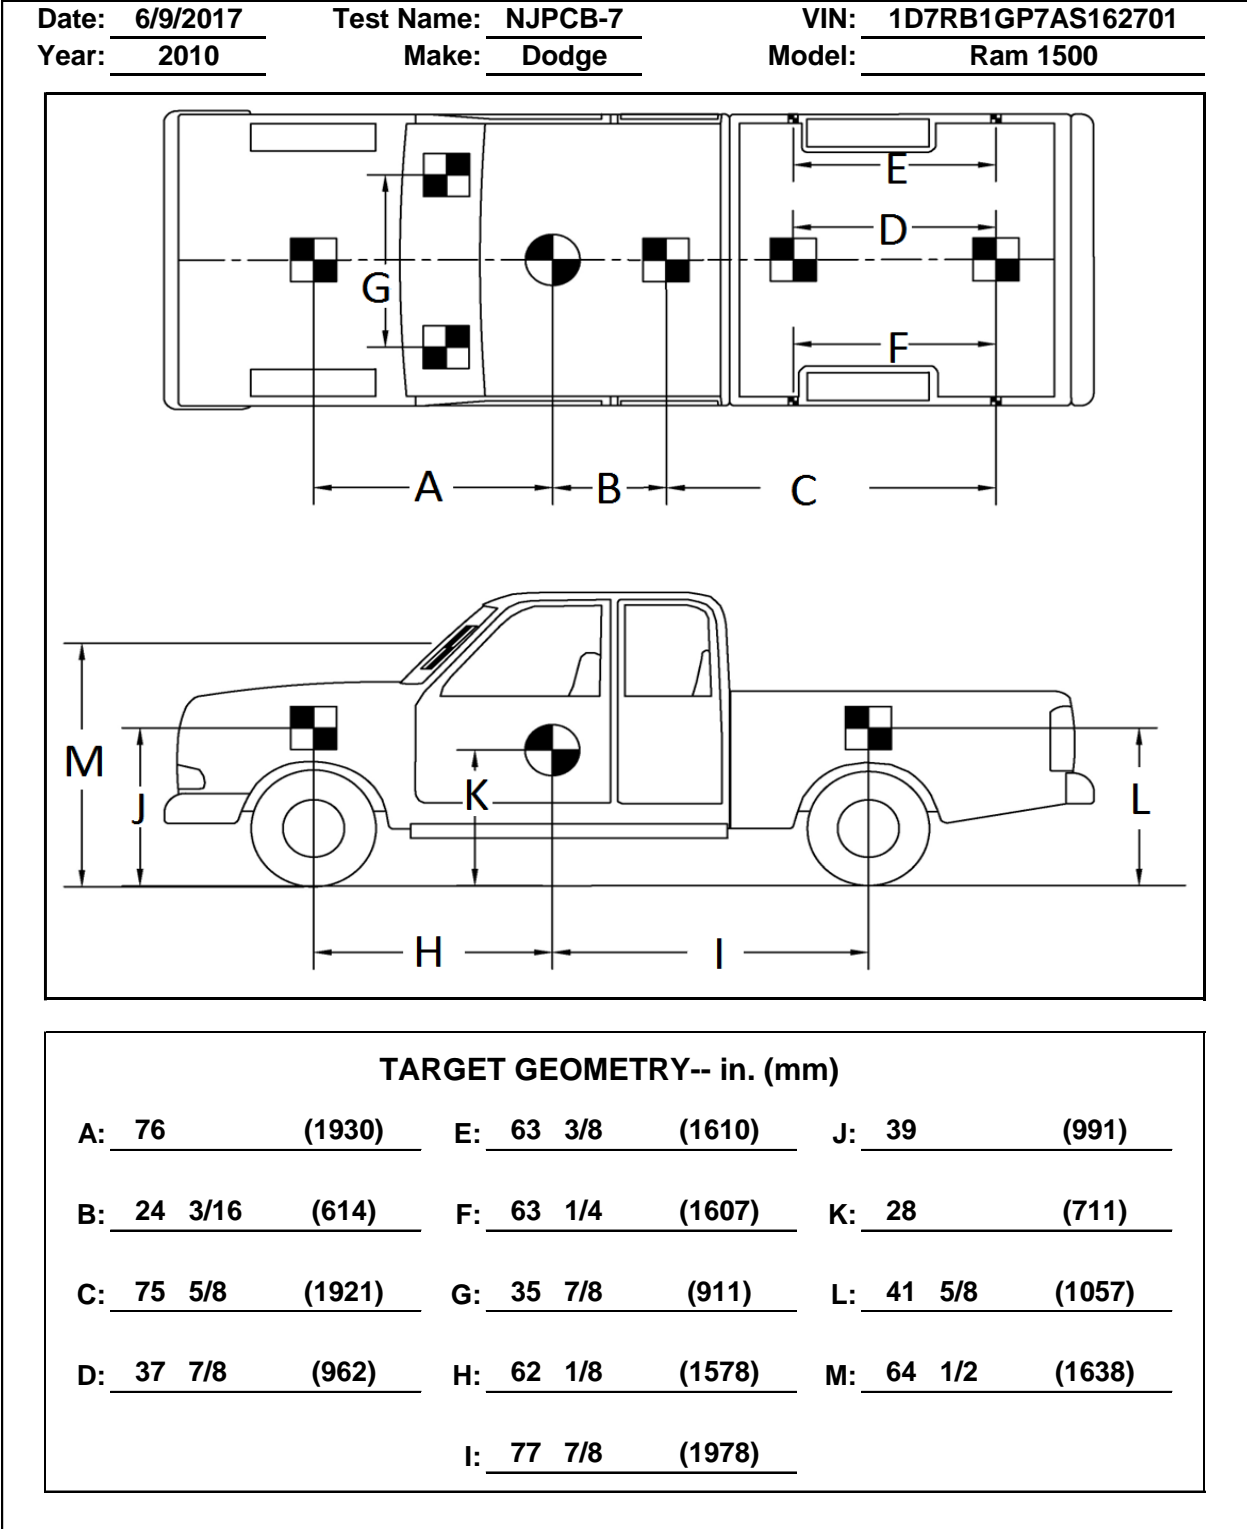 Date: 6/9/2017 Test Name: NJPCB-7 VIN: 1D7RB1GP7AS162701
Year: 2010 Make: Dodge Model: Ram 1500
E
D
G
F
A B C
M
J
K
L
H I
TARGET GEOMETRY-- in. (mm)
A: 76 (1930) E: 63 3/8 (1610) J: 39 (991)
B: 24 3/16 (614) F: 63 1/4 (1607) K: 28 (711)
C: 75 5/8 (1921) G: 35 7/8 (911) L: 41 5/8 (1057)
D: 37 7/8 (962) H: 62 1/8 (1578) M: 64 1/2 (1638)
I: 77 7/8 (1978)